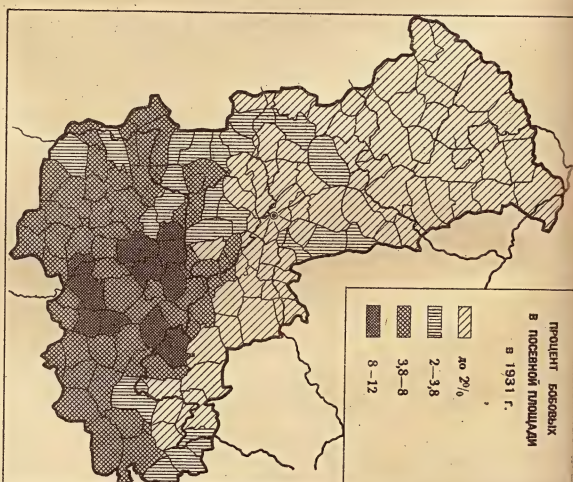 ПРОЦЕНТ БОБОВЫХ
В ПОСЕВНОЙ ПЛОЩАДИ
в 1931 г.
до 2%
2—3,8
3,8—8
8—12